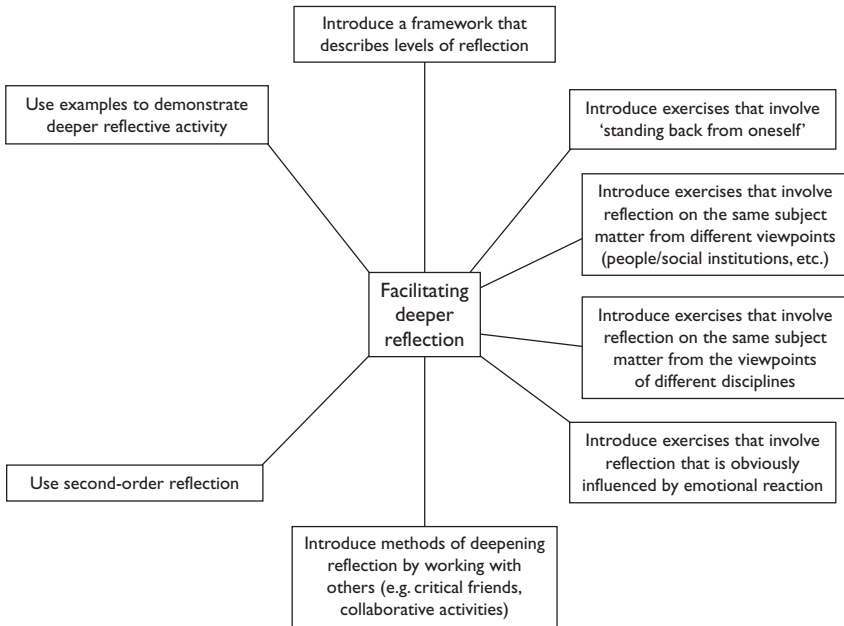 Introduce a framework that
describes levels of reflection
Use examples to demonstrate
deeper reflective activity
Introduce exercises that involve
‘standing back from oneself’
Introduce exercises that involve
reflection on the same subject
matter from different viewpoints
(people/social institutions, etc.)
Facilitating
deeper
reflection
Introduce exercises that involve
reflection on the same subject
matter from the viewpoints
of different disciplines
Introduce exercises that involve
reflection that is obviously
influenced by emotional reaction
Use second-order reflection
Introduce methods of deepening
reflection by working with
others (e.g. critical friends,
collaborative activities)